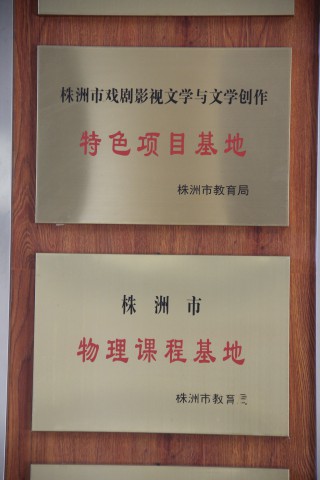 株洲市戏剧影视文学与文学创作
特色项目基地
株洲市教育局
株洲市
物理课程基地
株洲市教育